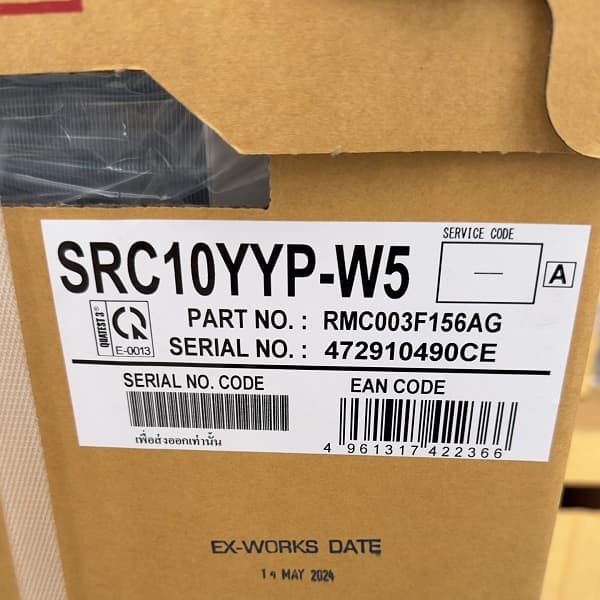 SERVICE CODE
SRC10YYP-W5
—
A
QUATEST 3®
E-0013
PART NO. : RMC003F156AG
SERIAL NO. : 472910490CE
SERIAL NO. CODE
EAN CODE
เพื่อส่งออกเท่านั้น
4 961317 422366
EX-WORKS DATE
14 MAY 2024